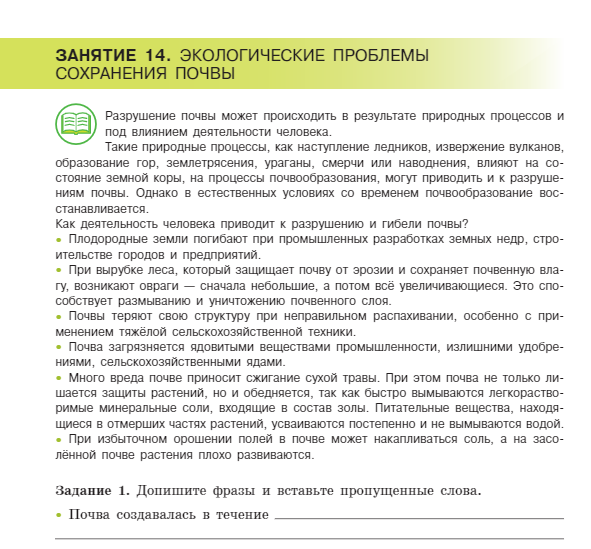 ЗАНЯТИЕ 14. ЭКОЛОГИЧЕСКИЕ ПРОБЛЕМЫ
СОХРАНЕНИЯ ПОЧВЫ
Разрушение почвы может происходить в результате природных процессов и
под влиянием деятельности человека.
Такие природные процессы, как наступление ледников, извержение вулканов,
образование гор, землетрясения, ураганы, смерчи или наводнения, влияют на со-
стояние земной коры, на процессы почвообразования, могут приводить и к разруше-
ниям почвы. Однако в естественных условиях со временем почвообразование вос-
станавливается.
Как деятельность человека приводит к разрушению и гибели почвы?
• Плодородные земли погибают при промышленных разработках земных недр, стро-
ительстве городов и предприятий.
• При вырубке леса, который защищает почву от эрозии и сохраняет почвенную вла-
гу, возникают овраги — сначала небольшие, а потом всё увеличивающиеся. Это спо-
собствует размыванию и уничтожению почвенного слоя.
• Почвы теряют свою структуру при неправильном распахивании, особенно с при-
менением тяжёлой сельскохозяйственной техники.
• Почва загрязняется ядовитыми веществами промышленности, излишними удобре-
ниями, сельскохозяйственными ядами.
• Много вреда почве приносит сжигание сухой травы. При этом почва не только ли-
шается защиты растений, но и обедняется, так как быстро вымываются легкораство-
римые минеральные соли, входящие в состав золы. Питательные вещества, находя-
щиеся в отмерших частях растений, усваиваются постепенно и не вымываются водой.
• При избыточном орошении полей в почве может накапливаться соль, а на засо-
лённой почве растения плохо развиваются.
Задание 1. Допишите фразы и вставьте пропущенные слова.
• Почва создавалась в течение